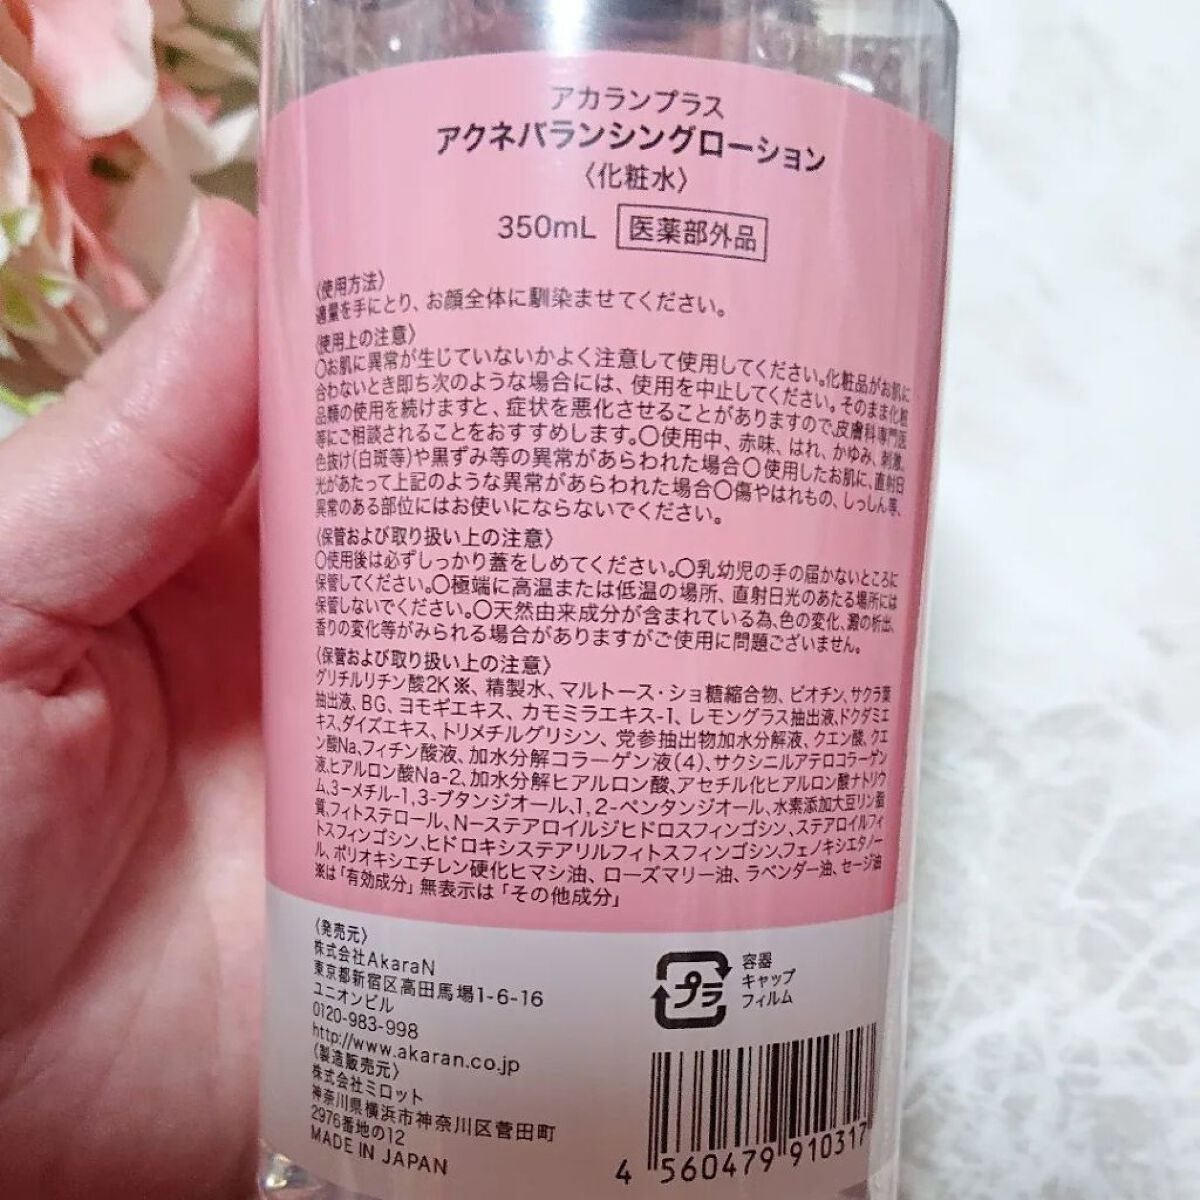 アカランプラス
アクネバランシングローション
〈化粧水〉
350mL 医薬部外品
〈使用方法〉
適量を手にとり、お顔全体に馴染ませてください。
〈使用上の注意〉
〇お肌に異常が生じていないかよく注意して使用してください。化粧品がお肌に
合わないとき即ち次のような場合には、使用を中止してください。そのまま化粧
品類の使用を続けますと、症状を悪化させることがありますので、皮膚科専門医
等にご相談されることをおすすめします。〇使用中、赤味、はれ、かゆみ、刺激、
色抜け(白斑等)や黒ずみ等の異常があらわれた場合〇使用したお肌に、直射日
光があたって上記のような異常があらわれた場合〇傷やはれもの、しっしん等、
異常のある部位にはお使いにならないでください。
〈保管および取り扱い上の注意〉
〇使用後は必ずしっかり蓋をしめてください。〇乳幼児の手の届かないところに
保管してください。〇極端に高温または低温の場所、直射日光のあたる場所には
保管しないでください。〇天然由来成分が含まれている為、色の変化、澱の析出、
香りの変化等がみられる場合がありますがご使用に問題ございません。
〈保管および取り扱い上の注意〉
グリチルリチン酸2K※、精製水、マルトース・ショ糖縮合物、ビオチン、サクラ葉
抽出液、BG、ヨモギエキス、カモミラエキス-1、レモングラス抽出液、ドクダミエ
キス、ダイズエキス、トリメチルグリシン、党参抽出物加水分解液、クエン酸、クエ
ン酸Na、フィチン酸液、加水分解コラーゲン液(4)、サクシニルアテロコラーゲン
液、ヒアルロン酸Na-2、加水分解ヒアルロン酸、アセチル化ヒアルロン酸ナトリウ
ム、3ーメチル-1,3-ブタンジオール、1,2-ペンタンジオール、水素添加大豆リン脂
質、フィトステロール、N-ステアロイルジヒドロスフィンゴシン、ステアロイルフィ
トスフィンゴシン、ヒドロキシステアリルフィトスフィンゴシン、フェノキシエタノー
ル、ポリオキシエチレン硬化ヒマシ油、ローズマリー油、ラベンダー油、セージ油
※は「有効成分」無表示は「その他成分」
〈発売元〉
株式会社AkaraN
東京都新宿区高田馬場1-6-16
ユニオンビル
0120-983-998
http://www.akaran.co.jp
〈製造販売元〉
株式会社ミロット
神奈川県横浜市神奈川区菅田町
2976番地の12
MADE IN JAPAN
プラ
容器
キャップ
フィルム
4 560479 910317